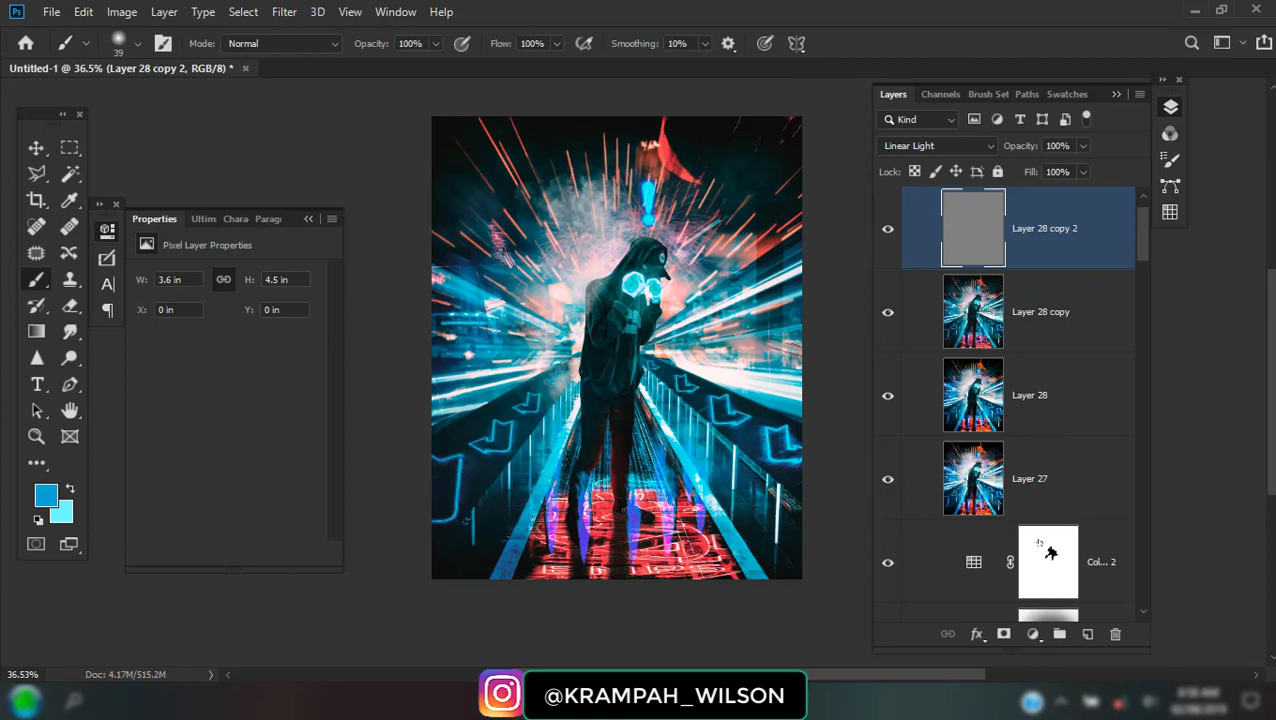 Ps File Edit Image Layer Type Select Filter 3D View Window Help
39 Mode: Normal Opacity: 100% Flow: 100% Smoothing: 10%
Untitled-1 @ 36.5% (Layer 28 copy 2, RGB/8) *
Layers Channels Brush Set Paths Swatches
Kind
Linear Light Opacity: 100%
Lock: Fill: 100%
Properties Ultim Chara Paragı
Pixel Layer Properties
W: 3.6 in H: 4.5 in
X: 0 in Y: 0 in
Layer 28 copy 2
Layer 28 copy
Layer 28
Layer 27
Col... 2
fx
36.53% Doc: 4.17M/515.2M
@KRAMPAH_WILSON